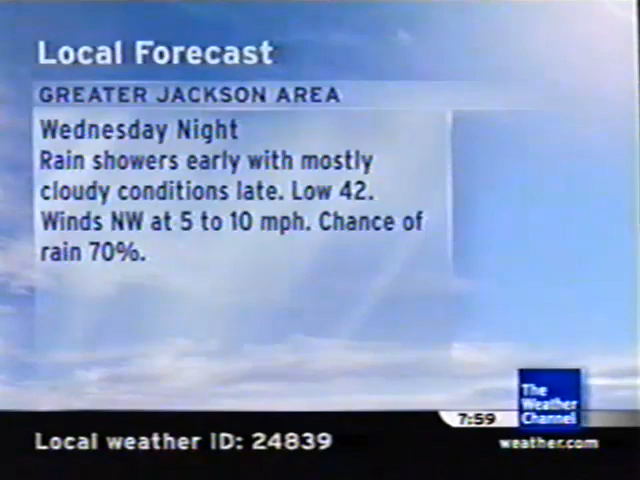 Local Forecast
GREATER JACKSON AREA
Wednesday Night
Rain showers early with mostly
cloudy conditions late. Low 42.
Winds NW at 5 to 10 mph. Chance of
rain 70%.
The
Weather
Channel
7:59
Local weather ID: 24839
weather.com